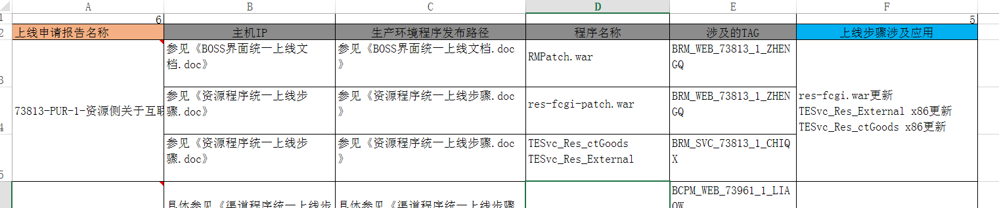 A B C D E F
1 6 5
2 上线申请报告名称 主机IP 生产环境程序发布路径 程序名称 涉及的TAG 上线步骤涉及应用
参见《BOSS界面统一上线文
档.doc》
参见《BOSS界面统一上线文档.doc
》
RMPatch.war
BRM_WEB_73813_1_ZHEN
GQ
3
73813-PUR-1-资源侧关于互联
参见《资源程序统一上线步
骤.doc》
参见《资源程序统一上线步骤.doc
》
res-fcgi-patch.war
BRM_WEB_73813_1_ZHEN
GQ
res-fcgi.war更新
TESvc_Res_External x86更新
TESvc_Res_ctGoods x86更新
4
参见《资源程序统一上线步
骤.doc》
参见《资源程序统一上线步骤.doc
》
TESvc_Res_ctGoods
TESvc_Res_External
BRM_SVC_73813_1_CHIQ
X
5
具体参见《渠道程序统一上线步
具体参见《渠道程序统一上线步骤
BCPM_WEB_73961_1_LIA
OW